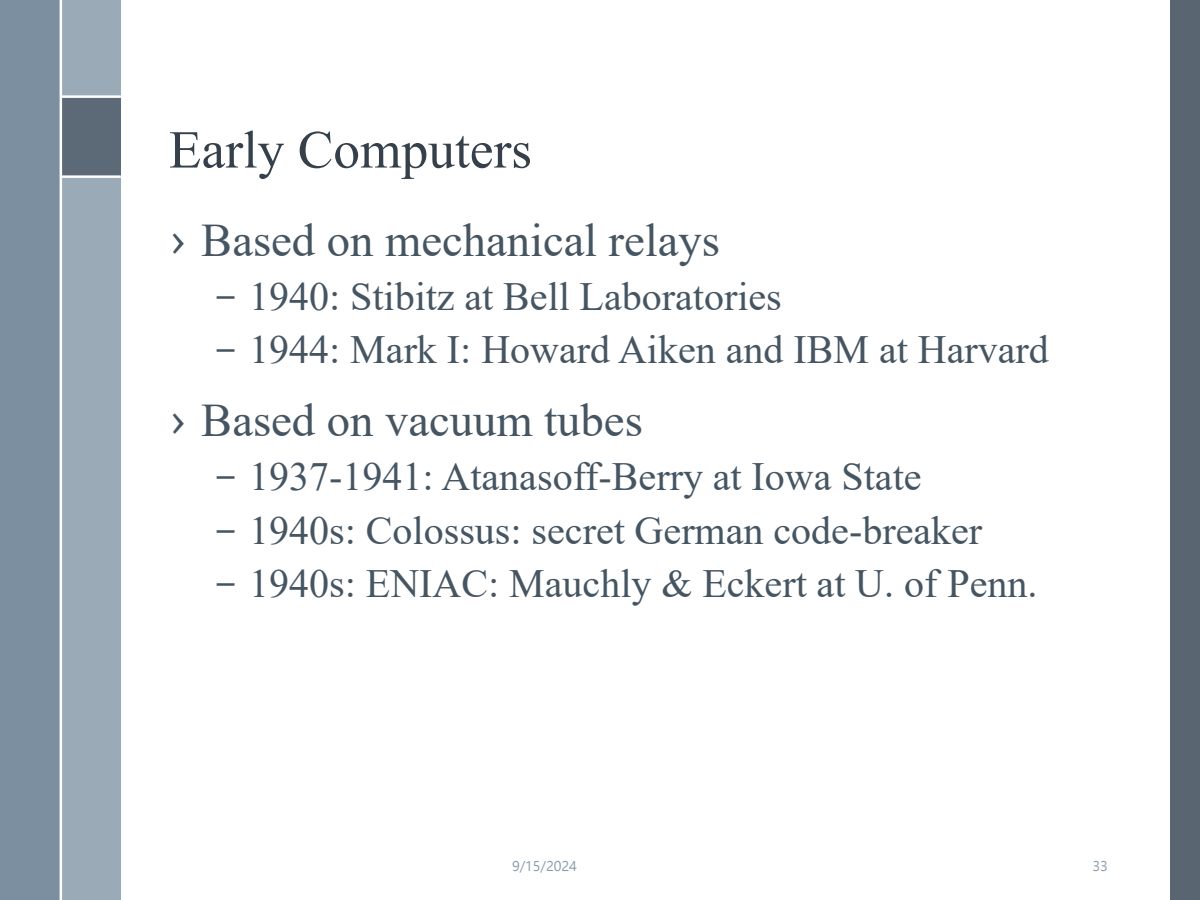 Early Computers
› Based on mechanical relays
– 1940: Stibitz at Bell Laboratories
– 1944: Mark I: Howard Aiken and IBM at Harvard
› Based on vacuum tubes
– 1937-1941: Atanasoff-Berry at Iowa State
– 1940s: Colossus: secret German code-breaker
– 1940s: ENIAC: Mauchly & Eckert at U. of Penn.
9/15/2024
33